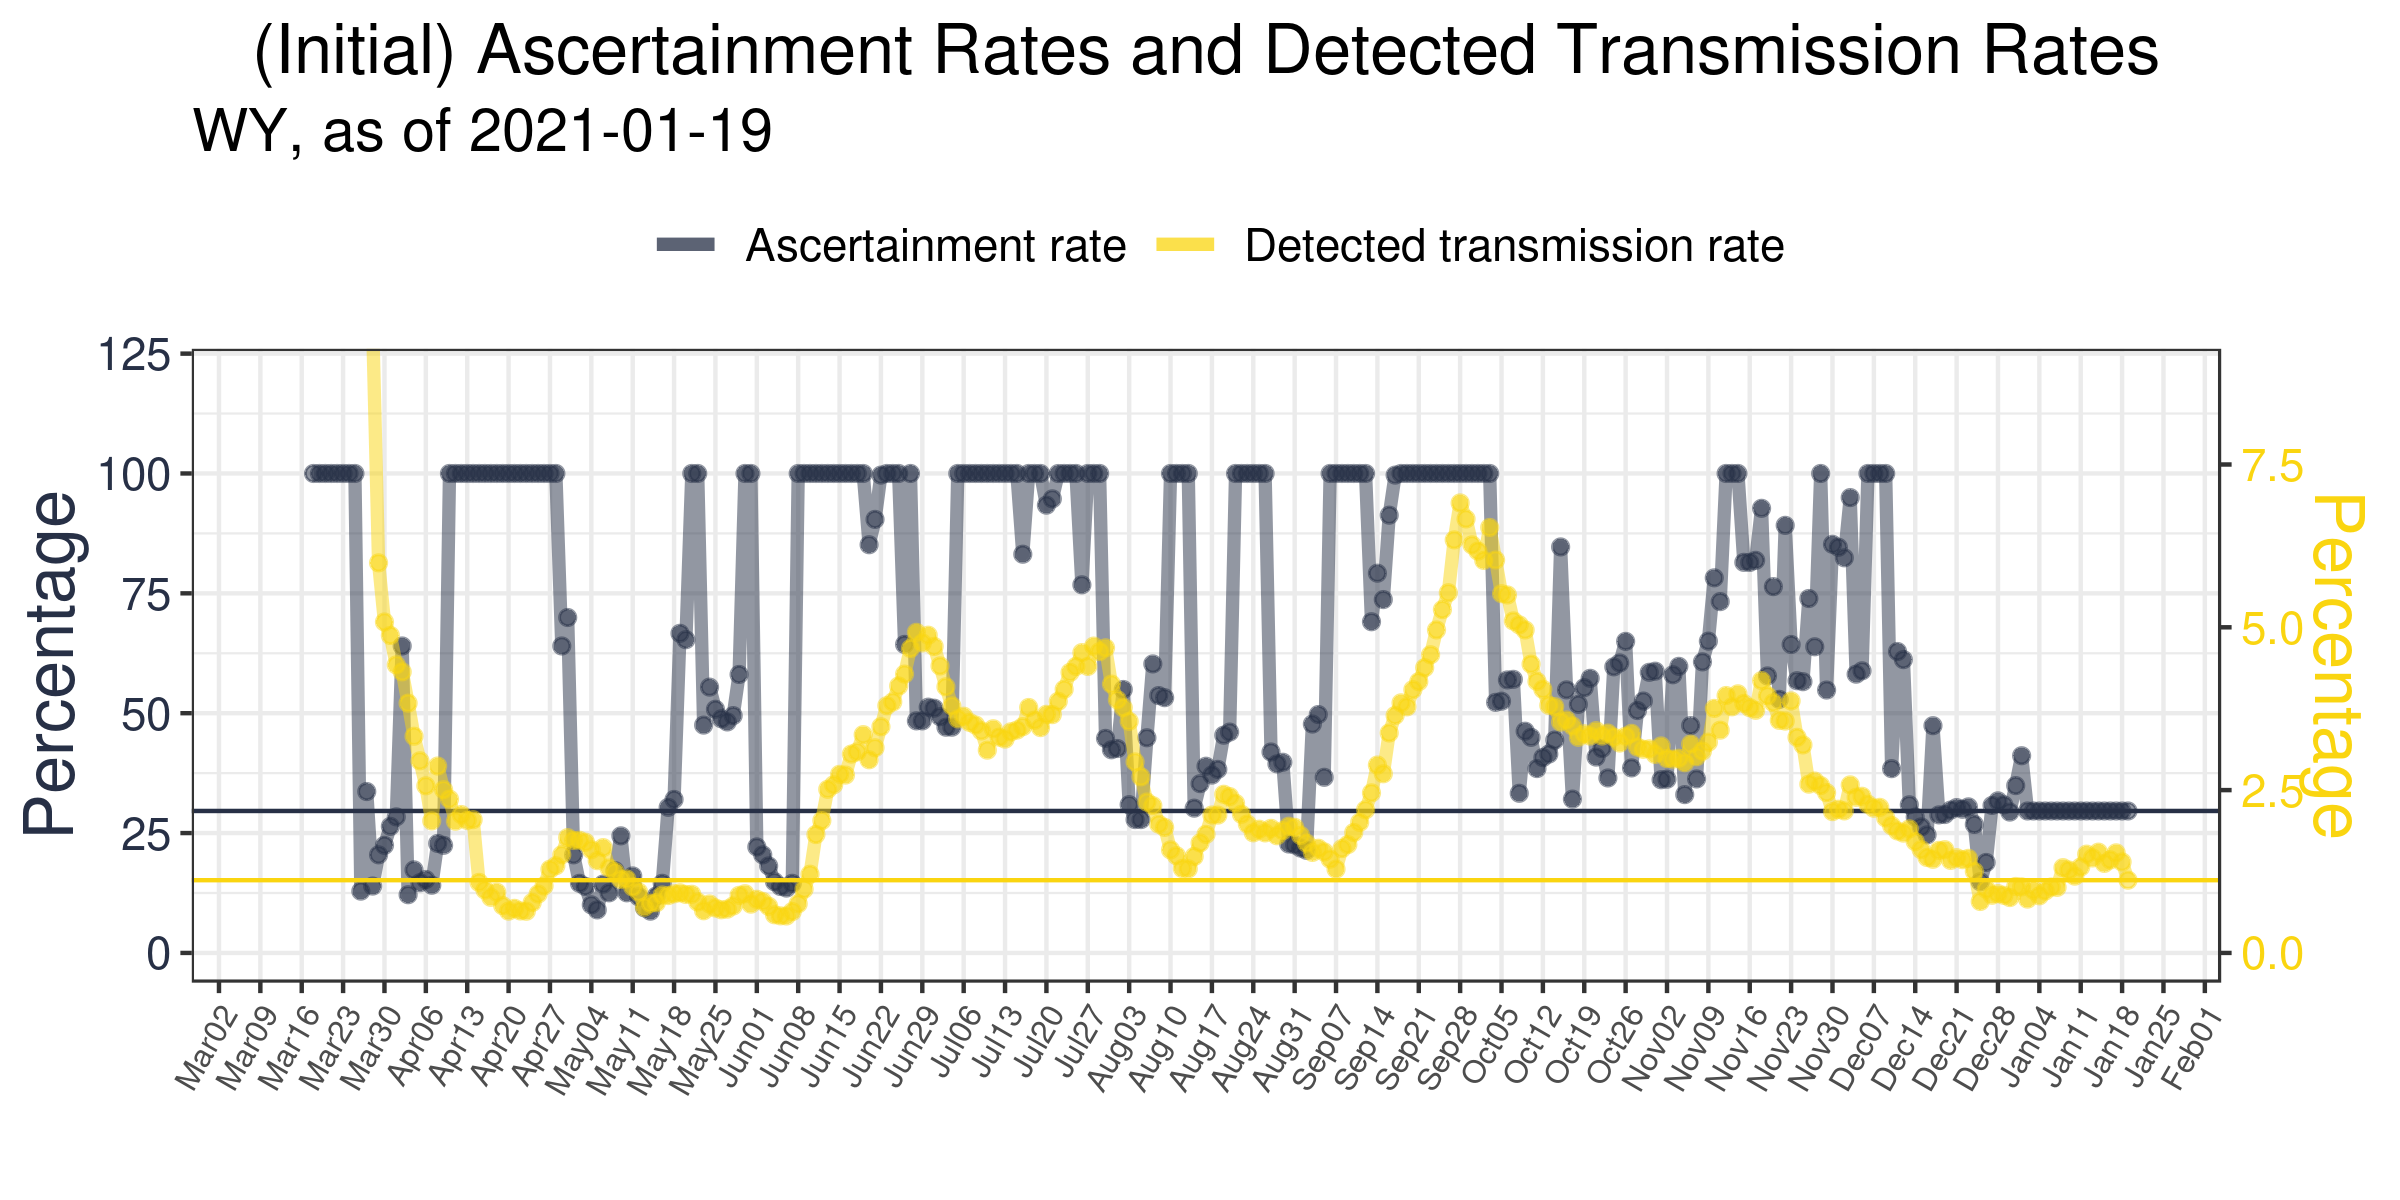 (Initial) Ascertainment Rates and Detected Transmission Rates
WY, as of 2021-01-19
Ascertainment rate
Detected transmission rate
Percentage
125
100
75
50
25
0
7.5
5.0
2.5
0.0
Percentage
Mar02
Mar09
Mar16
Mar23
Mar30
Apr06
Apr13
Apr20
Apr27
May04
May11
May18
May25
Jun01
Jun08
Jun15
Jun22
Jun29
Jul06
Jul13
Jul20
Jul27
Aug03
Aug10
Aug17
Aug24
Aug31
Sep07
Sep14
Sep21
Sep28
Oct05
Oct12
Oct19
Oct26
Nov02
Nov09
Nov16
Nov23
Nov30
Dec07
Dec14
Dec21
Dec28
Jan04
Jan11
Jan18
Jan25
Feb01